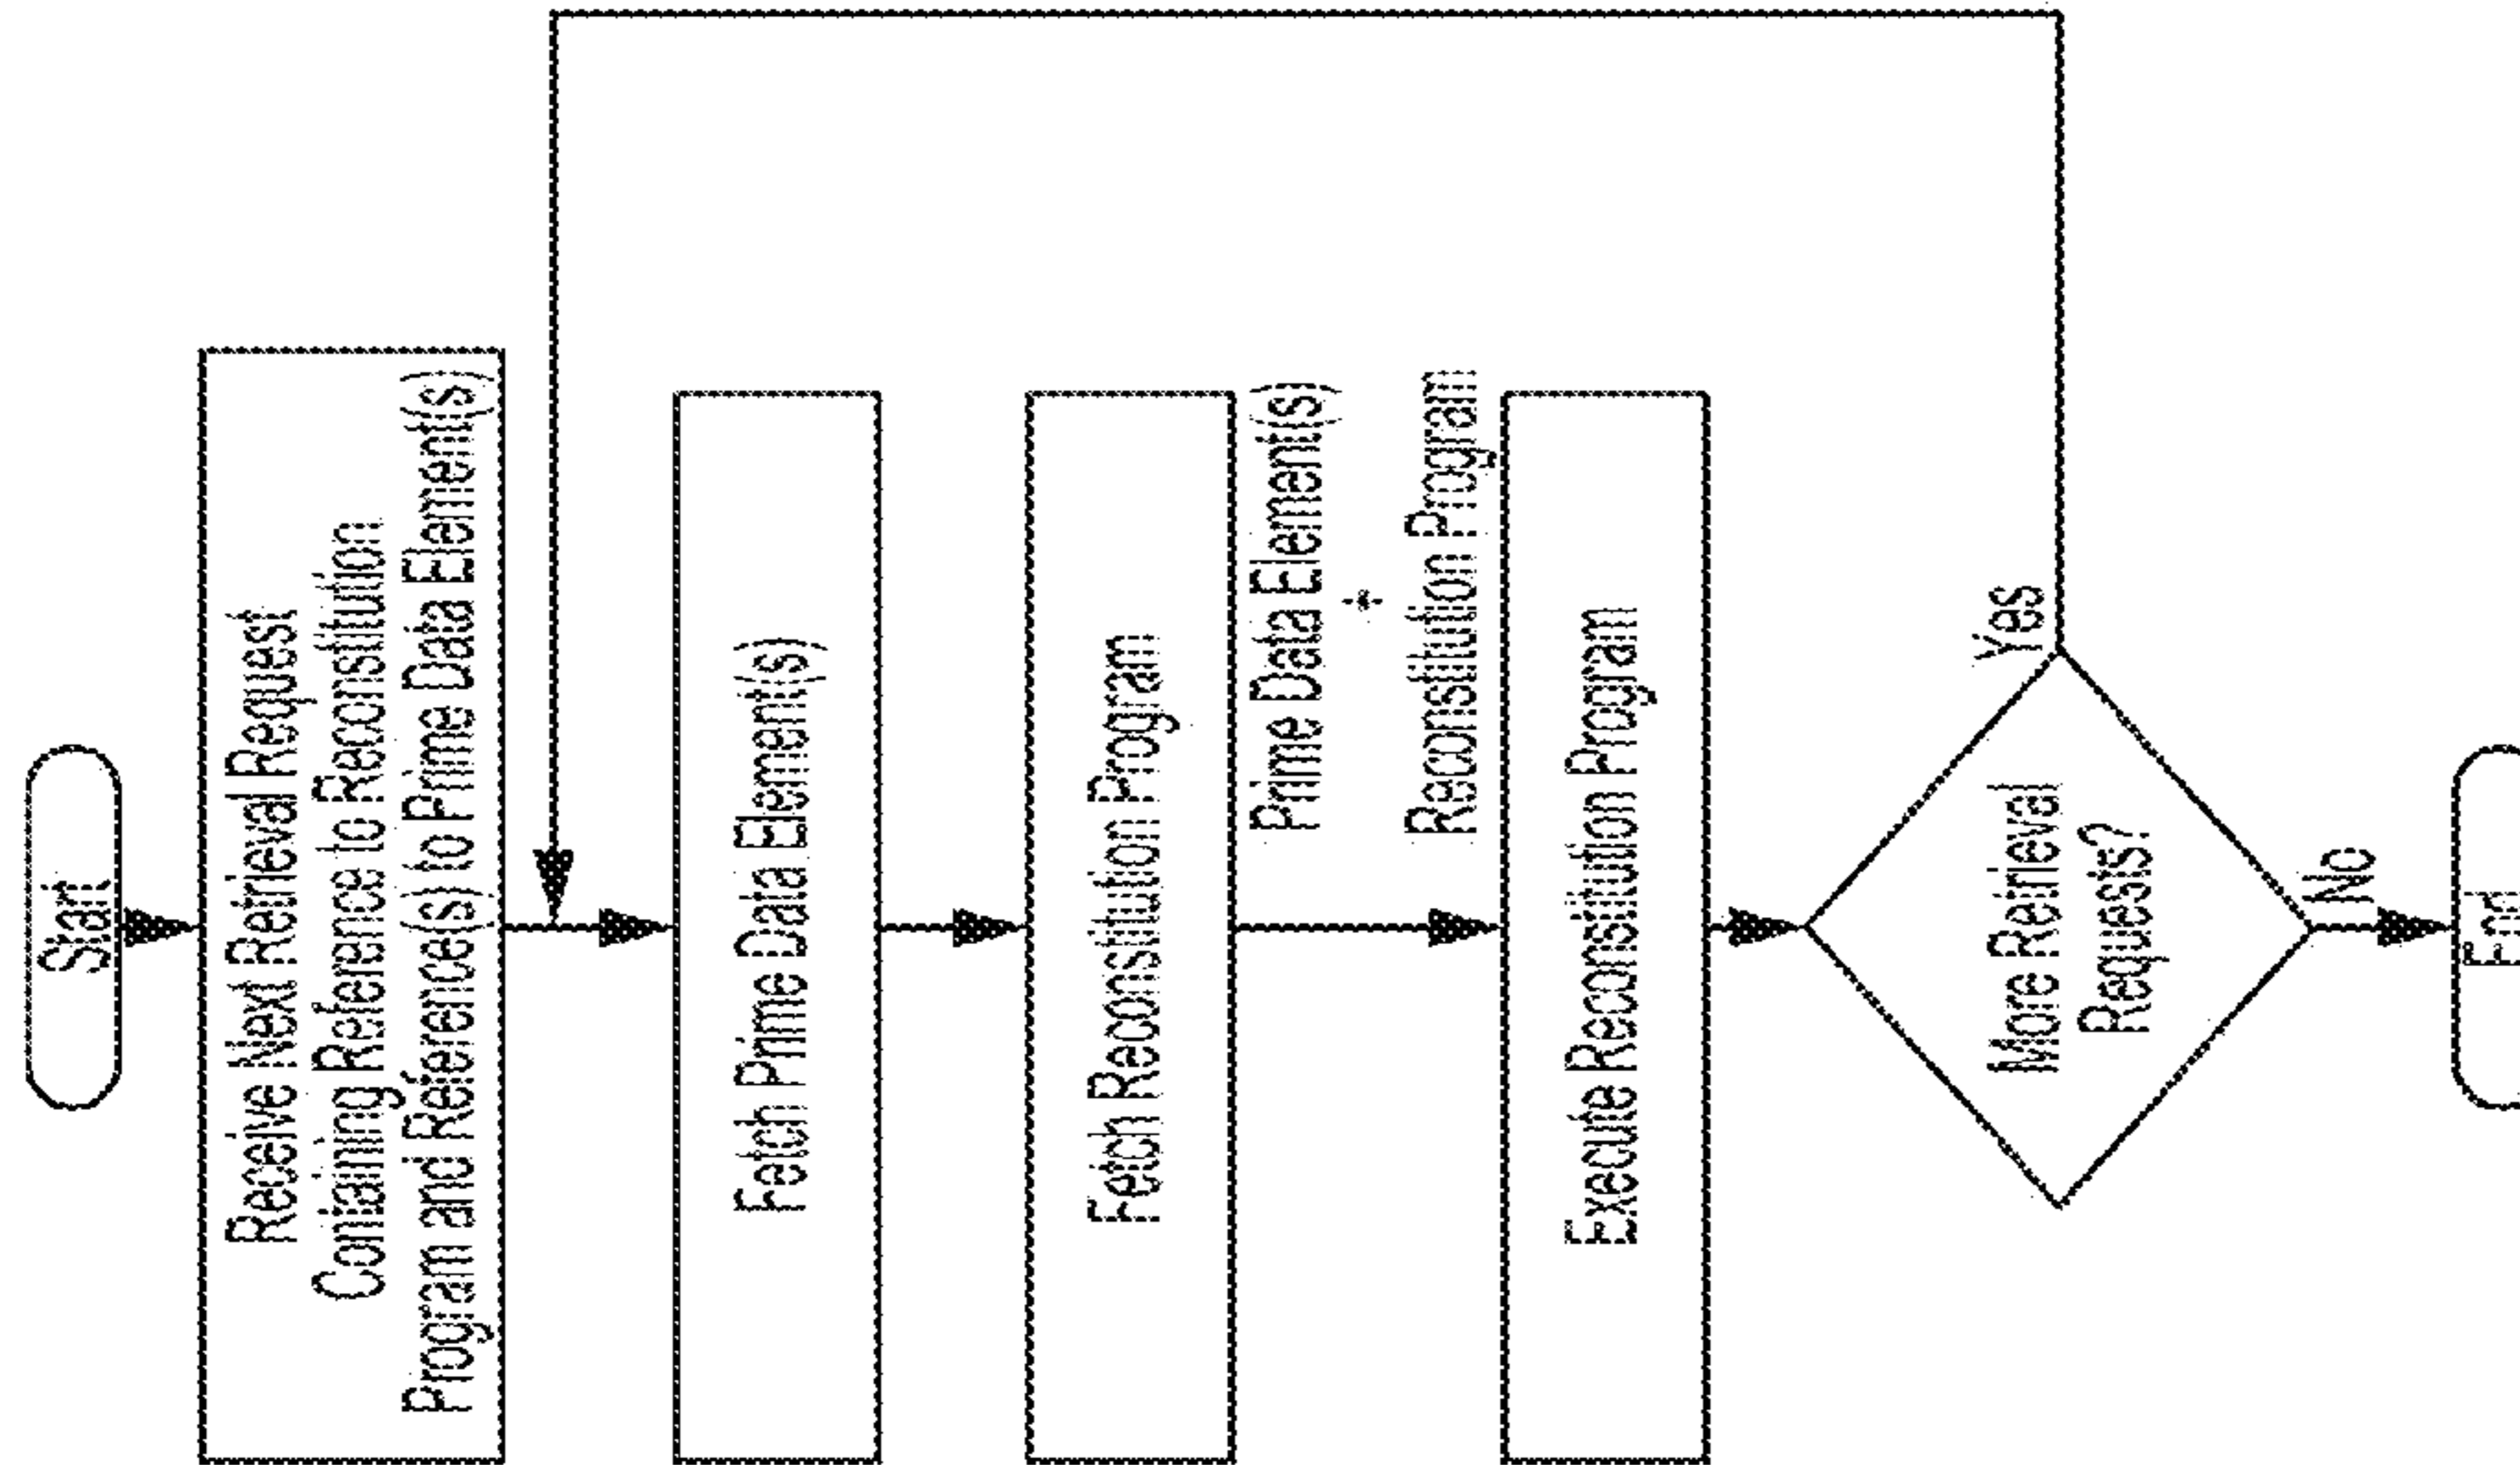 Start
Receive Next Retrieval Request
Containing Reference to Reconstitution
Program and Reference(s) to Prime Data Element(s)
Fetch Prime Data Element(s)
Fetch Reconstitution Program
Prime Data Element(s)
+
Reconstitution Program
Execute Reconstitution Program
More Retrieval
Requests?
Yes
No
End